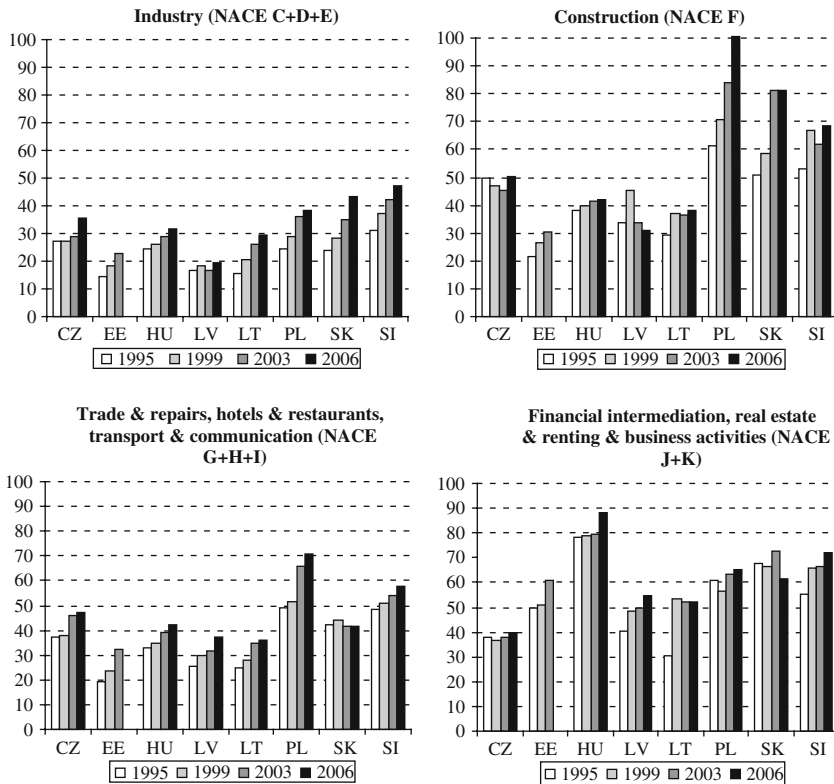 Industry (NACE C+D+E)
100
90
80
70
60
50
40
30
20
10
0
CZ EE HU LV LT PL SK SI
1995 1999 2003 2006
Construction (NACE F)
100
90
80
70
60
50
40
30
20
10
0
CZ EE HU LV LT PL SK SI
1995 1999 2003 2006
Trade & repairs, hotels & restaurants,
transport & communication (NACE
G+H+I)
100
90
80
70
60
50
40
30
20
10
0
CZ EE HU LV LT PL SK SI
1995 1999 2003 2006
Financial intermediation, real estate
& renting & business activities (NACE
J+K)
100
90
80
70
60
50
40
30
20
10
0
CZ EE HU LV LT PL SK SI
1995 1999 2003 2006